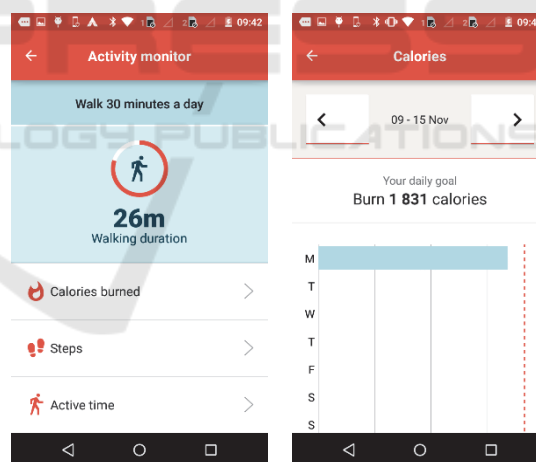 09:42
Activity monitor
Walk 30 minutes a day
26m
Walking duration
Calories burned
Steps
Active time
Calories
09 - 15 Nov
Your daily goal
Burn 1 831 calories
M
T
W
T
F
S
S